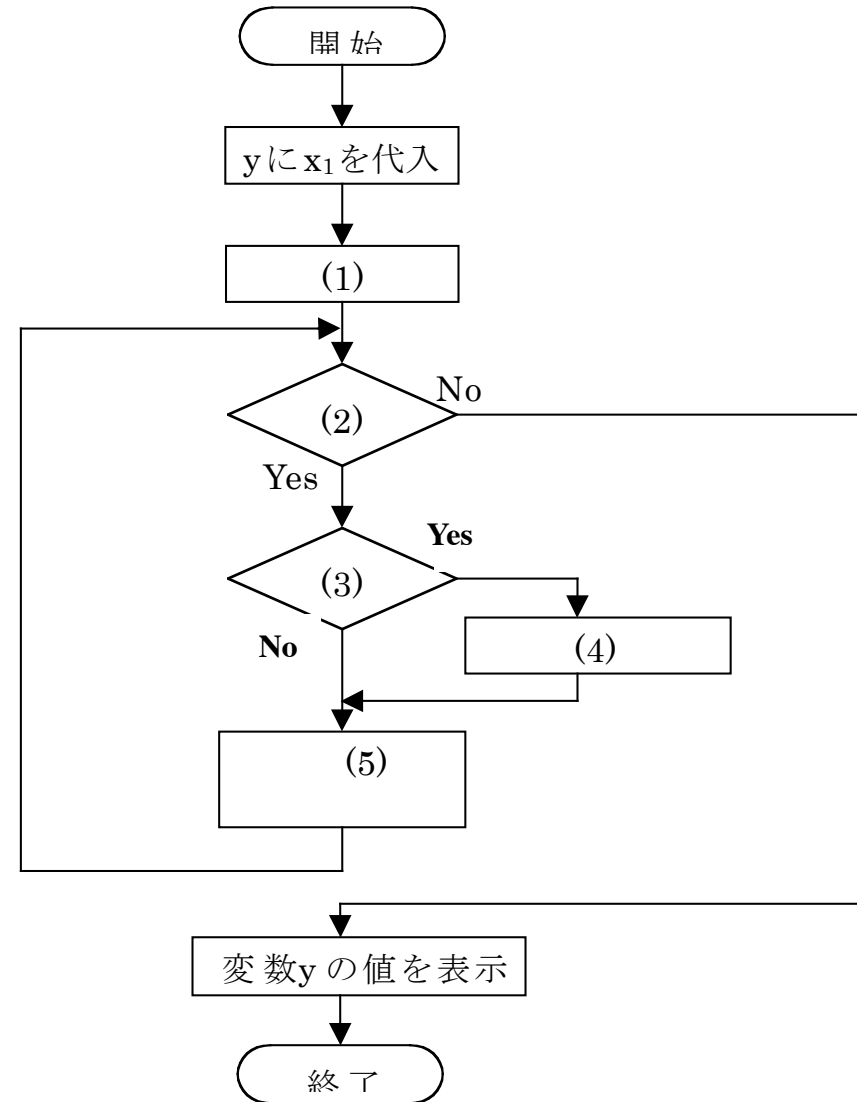 開始
yにx₁を代入
(1)
(2)
No
Yes
(3)
Yes
No
(4)
(5)
変数yの値を表示
終了